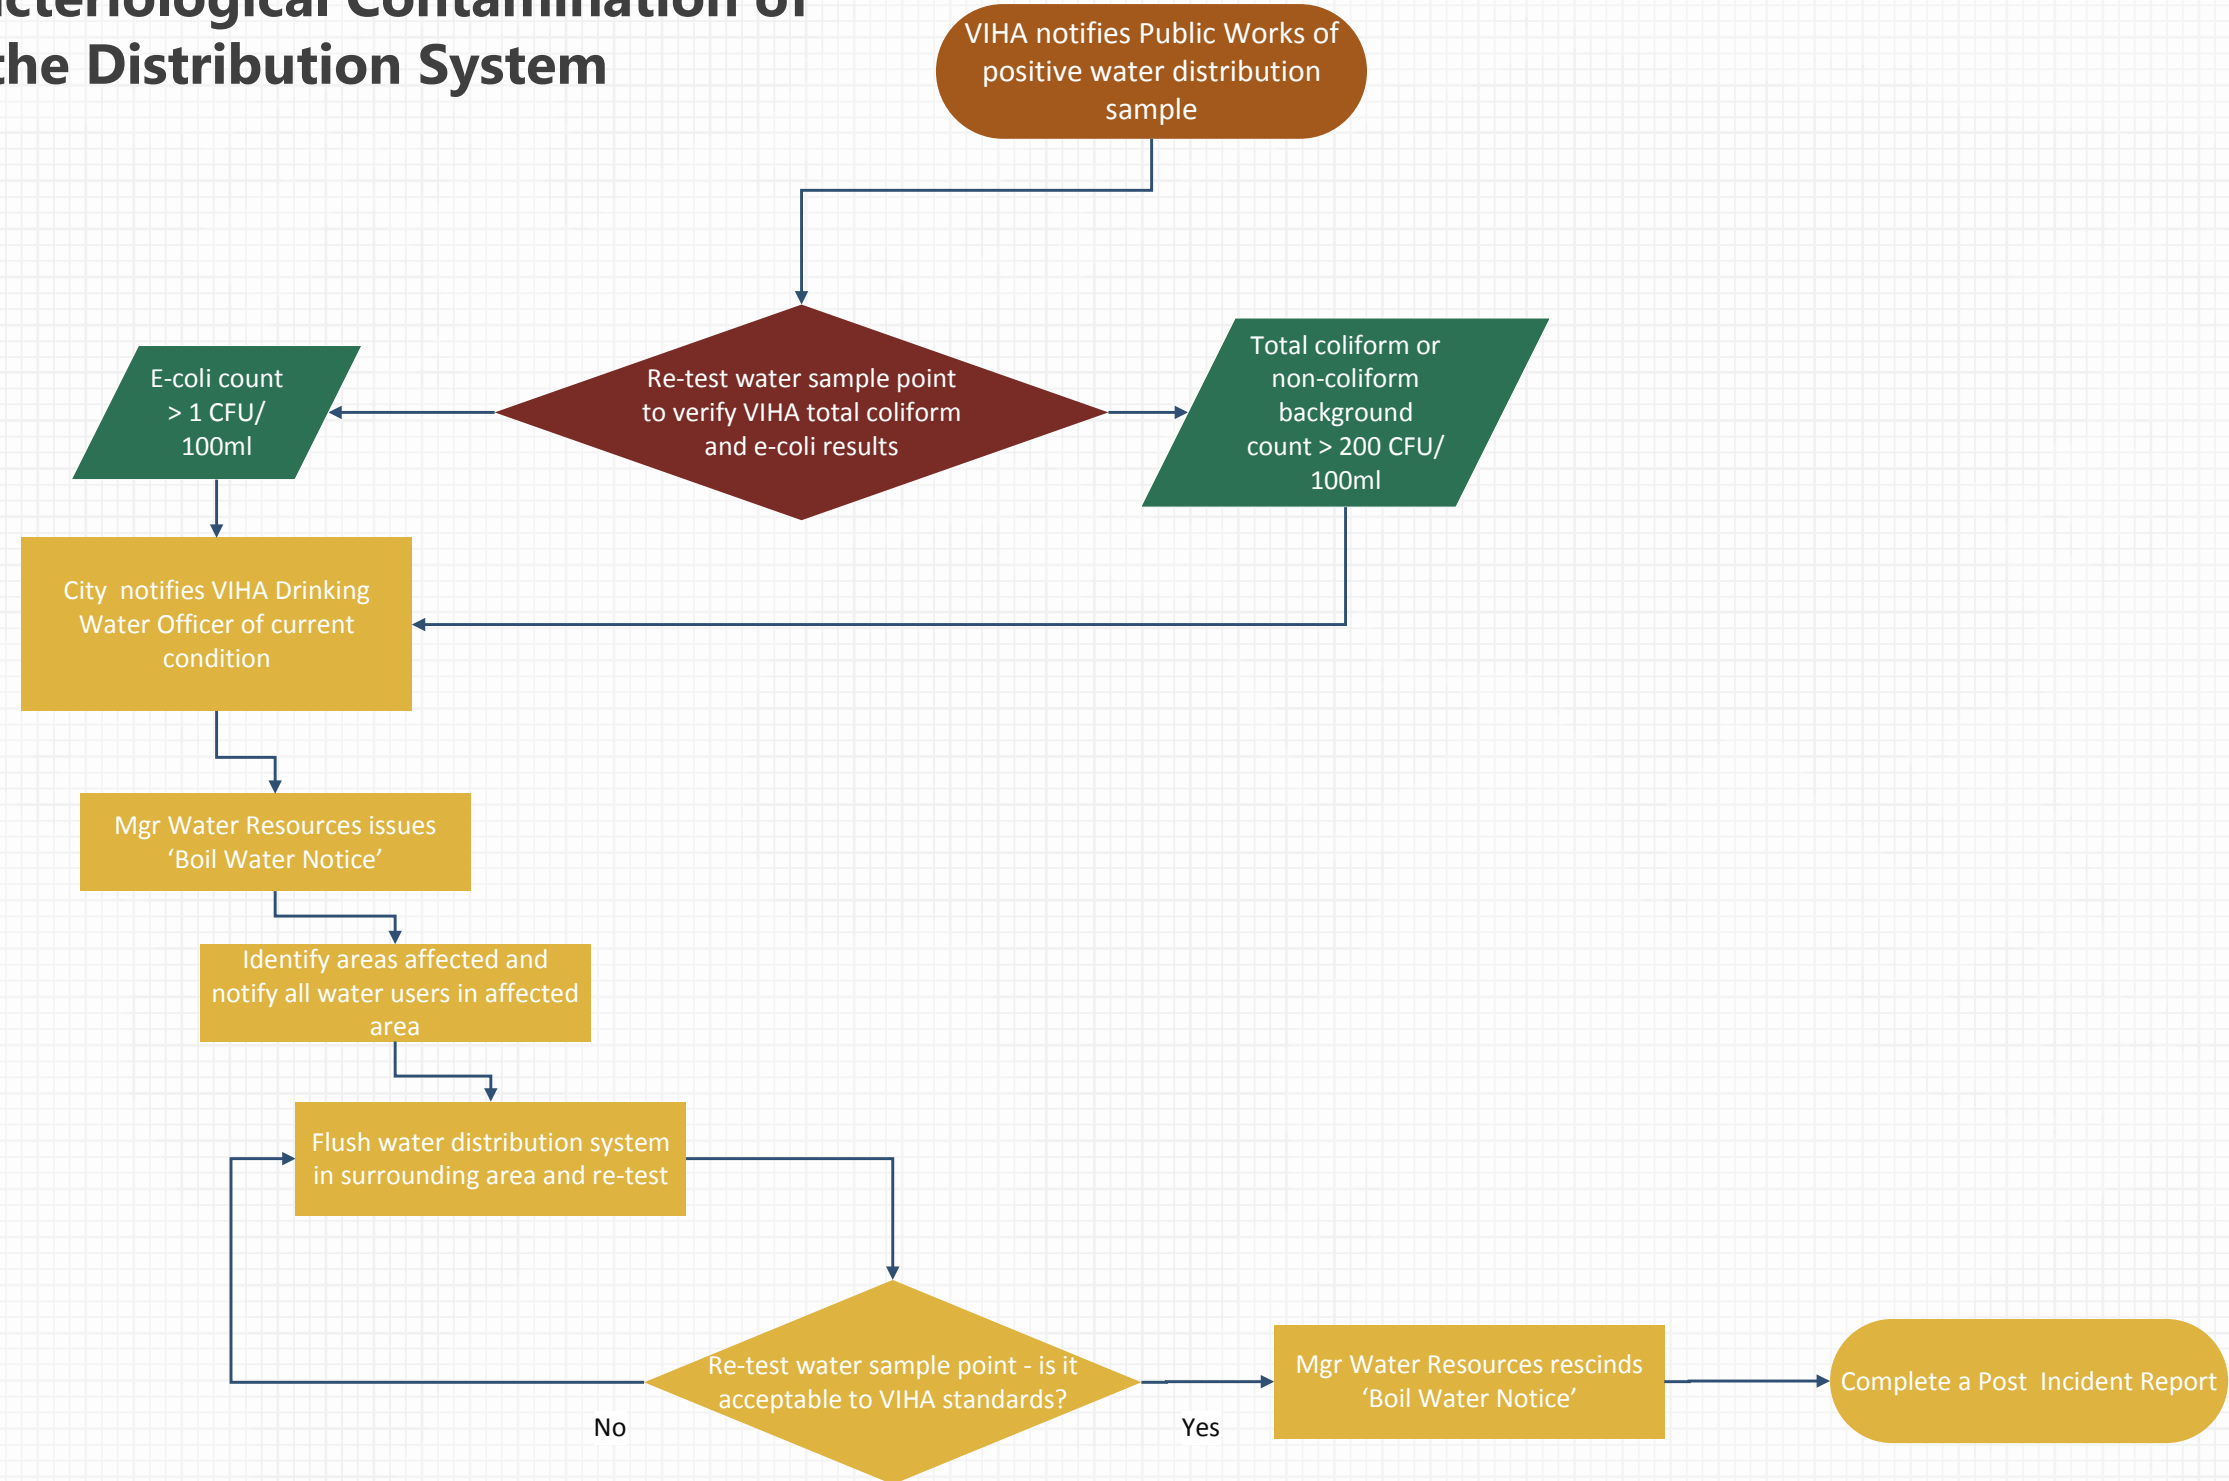 cteriological Contamination of
the Distribution System
VIHA notifies Public Works of
positive water distribution
sample
E-coli count
> 1 CFU/
100ml
Re-test water sample point
to verify VIHA total coliform
and e-coli results
Total coliform or
non-coliform
background
count > 200 CFU/
100ml
City  notifies VIHA Drinking
Water Officer of current
condition
Mgr Water Resources issues
‘Boil Water Notice’
Identify areas affected and
notify all water users in affected
area
Flush water distribution system
in surrounding area and re-test
Re-test water sample point - is it
acceptable to VIHA standards?
No
Yes
Mgr Water Resources rescinds
‘Boil Water Notice’
Complete a Post  Incident Report